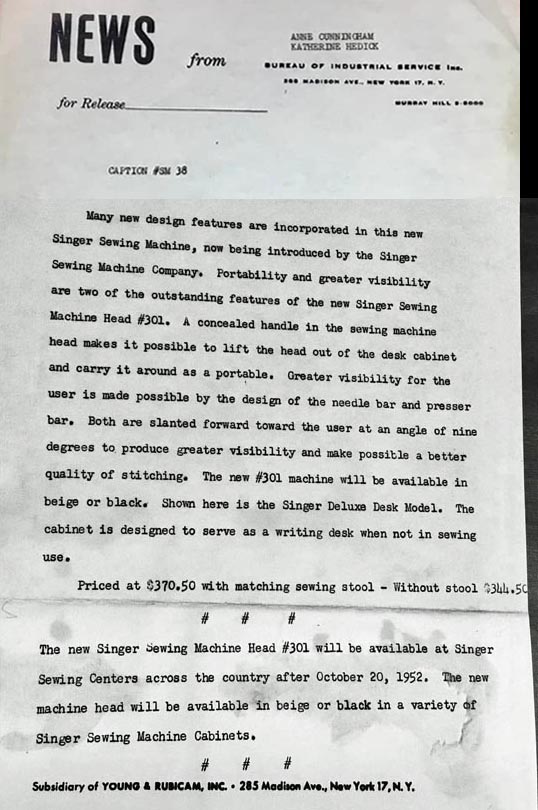 NEWS from
ANNE CUNNINGHAM
KATHERINE HEDICK
BUREAU OF INDUSTRIAL SERVICE Inc.
285 MADISON AVE., NEW YORK 17, N. Y.
MURRAY HILL 9-5000
for Release
CAPTION #SM 38
Many new design features are incorporated in this new
Singer Sewing Machine, now being introduced by the Singer
Sewing Machine Company. Portability and greater visibility
are two of the outstanding features of the new Singer Sewing
Machine Head #301. A concealed handle in the sewing machine
head makes it possible to lift the head out of the desk cabinet
and carry it around as a portable. Greater visibility for the
user is made possible by the design of the needle bar and presser
bar. Both are slanted forward toward the user at an angle of nine
degrees to produce greater visibility and make possible a better
quality of stitching. The new #301 machine will be available in
beige or black. Shown here is the Singer Deluxe Desk Model. The
cabinet is designed to serve as a writing desk when not in sewing
use.
Priced at $370.50 with matching sewing stool - Without stool $344.50
# # #
The new Singer Sewing Machine Head #301 will be available at Singer
Sewing Centers across the country after October 20, 1952. The new
machine head will be available in beige or black in a variety of
Singer Sewing Machine Cabinets.
# # #
Subsidiary of YOUNG & RUBICAM, INC. • 285 Madison Ave., New York 17, N. Y.